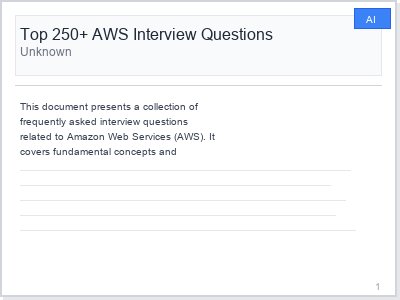 AI
Top 250+ AWS Interview Questions
Unknown
This document presents a collection of
frequently asked interview questions
related to Amazon Web Services (AWS). It
covers fundamental concepts and
1